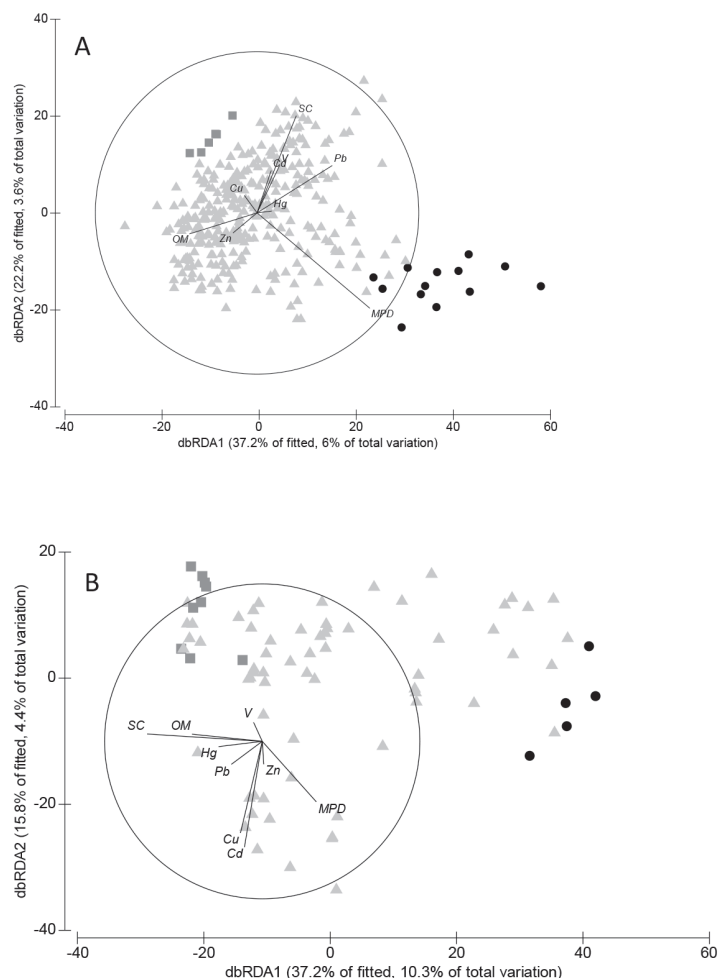 A
40
20
0
-20
-40
-40
-20
0
20
40
60
dbRDA2 (22.2% of fitted, 3.6% of total variation)
dbRDA1 (37.2% of fitted, 6% of total variation)
SC
V
Cd
Pb
Cu
Hg
OM
Zn
MPD
B
20
0
-20
-40
-40
-20
0
20
40
60
dbRDA2 (15.8% of fitted, 4.4% of total variation)
dbRDA1 (37.2% of fitted, 10.3% of total variation)
V
SC
OM
Hg
Pb
Zn
MPD
Cu
Cd